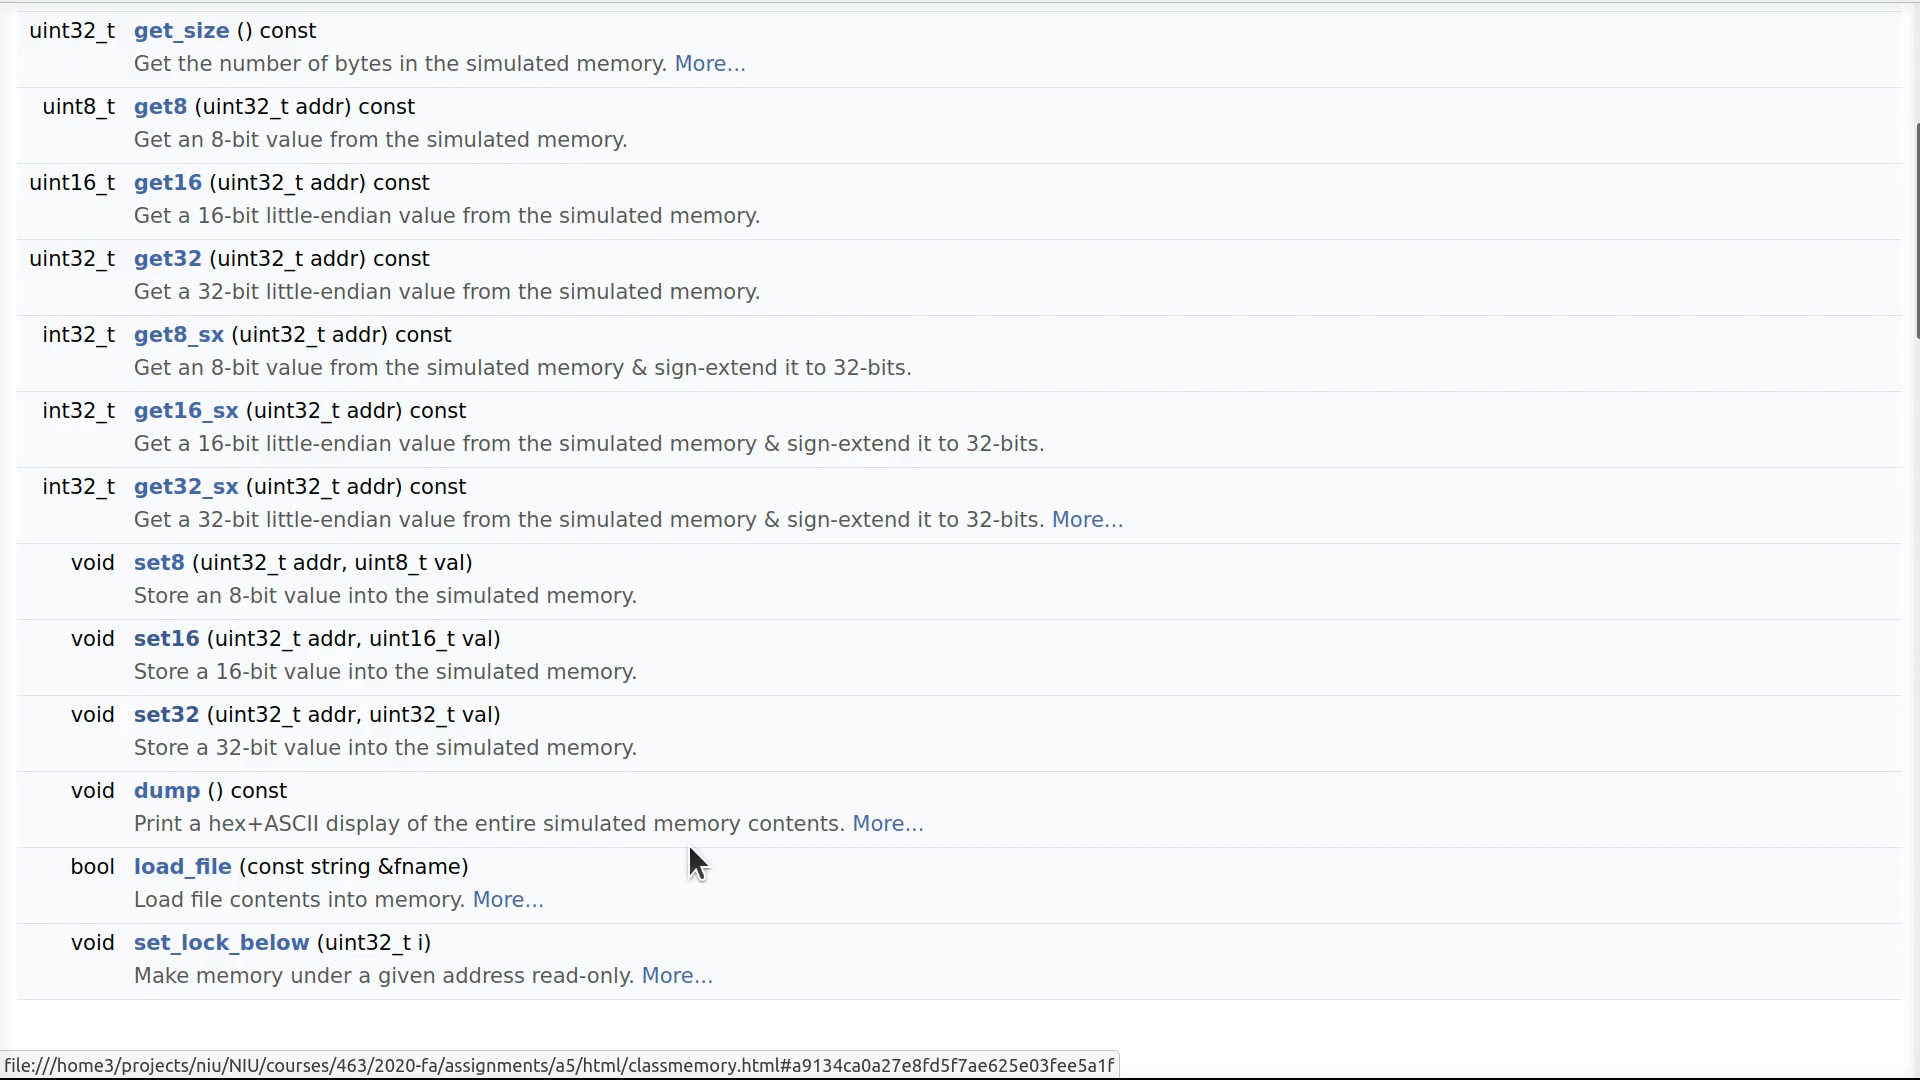 uint32_t get_size () const
Get the number of bytes in the simulated memory. More...
uint8_t get8 (uint32_t addr) const
Get an 8-bit value from the simulated memory.
uint16_t get16 (uint32_t addr) const
Get a 16-bit little-endian value from the simulated memory.
uint32_t get32 (uint32_t addr) const
Get a 32-bit little-endian value from the simulated memory.
int32_t get8_sx (uint32_t addr) const
Get an 8-bit value from the simulated memory & sign-extend it to 32-bits.
int32_t get16_sx (uint32_t addr) const
Get a 16-bit little-endian value from the simulated memory & sign-extend it to 32-bits.
int32_t get32_sx (uint32_t addr) const
Get a 32-bit little-endian value from the simulated memory & sign-extend it to 32-bits. More...
void set8 (uint32_t addr, uint8_t val)
Store an 8-bit value into the simulated memory.
void set16 (uint32_t addr, uint16_t val)
Store a 16-bit value into the simulated memory.
void set32 (uint32_t addr, uint32_t val)
Store a 32-bit value into the simulated memory.
void dump () const
Print a hex+ASCII display of the entire simulated memory contents. More...
bool load_file (const string &fname)
Load file contents into memory. More...
void set_lock_below (uint32_t i)
Make memory under a given address read-only. More...
file:///home3/projects/niu/NIU/courses/463/2020-fa/assignments/a5/html/classmemory.html#a9134ca0a27e8fd5f7ae625e03fee5a1f